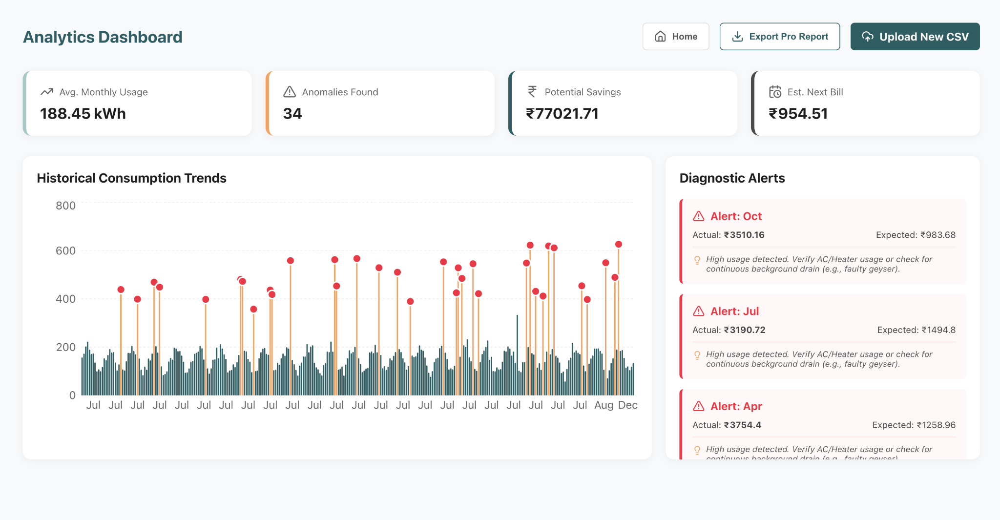 Analytics Dashboard
Home
Export Pro Report
Upload New CSV
Avg. Monthly Usage
188.45 kWh
Anomalies Found
34
Potential Savings
₹77021.71
Est. Next Bill
₹954.51
Historical Consumption Trends
800
600
400
200
0
Jul Jul Jul Jul Jul Jul Jul Jul Jul Jul Jul Jul Jul Jul Jul Jul Jul Jul Jul Jul Jul Jul Jul Aug Dec
Diagnostic Alerts
Alert: Oct
Actual: ₹3510.16 Expected: ₹983.68
High usage detected. Verify AC/Heater usage or check for
continuous background drain (e.g., faulty geyser).
Alert: Jul
Actual: ₹3190.72 Expected: ₹1494.8
High usage detected. Verify AC/Heater usage or check for
continuous background drain (e.g., faulty geyser).
Alert: Apr
Actual: ₹3754.4 Expected: ₹1258.96
High usage detected. Verify AC/Heater usage or check for
continuous background drain (e.g., faulty geyser).